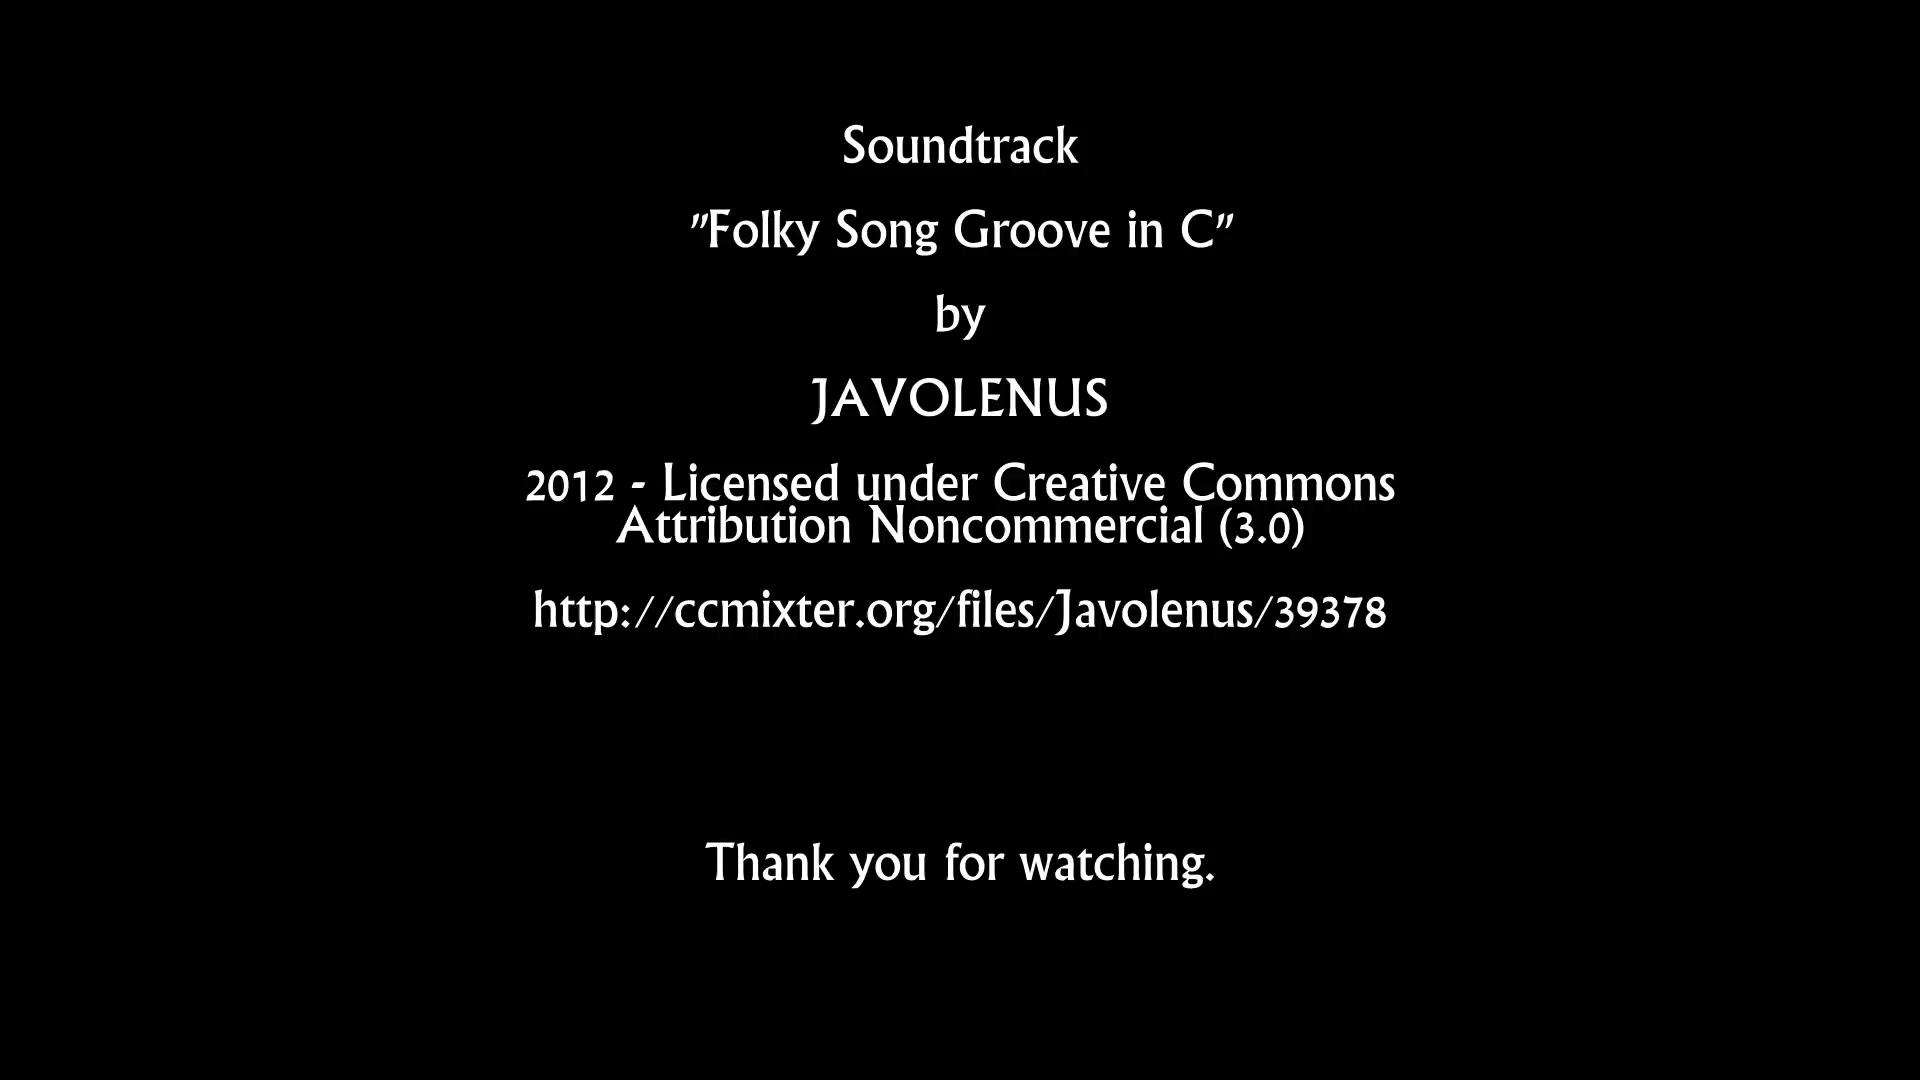 Soundtrack
"Folky Song Groove in C"
by
JAVOLENUS
2012 - Licensed under Creative Commons
Attribution Noncommercial (3.0)
http://ccmixter.org/files/Javolenus/39378
Thank you for watching.